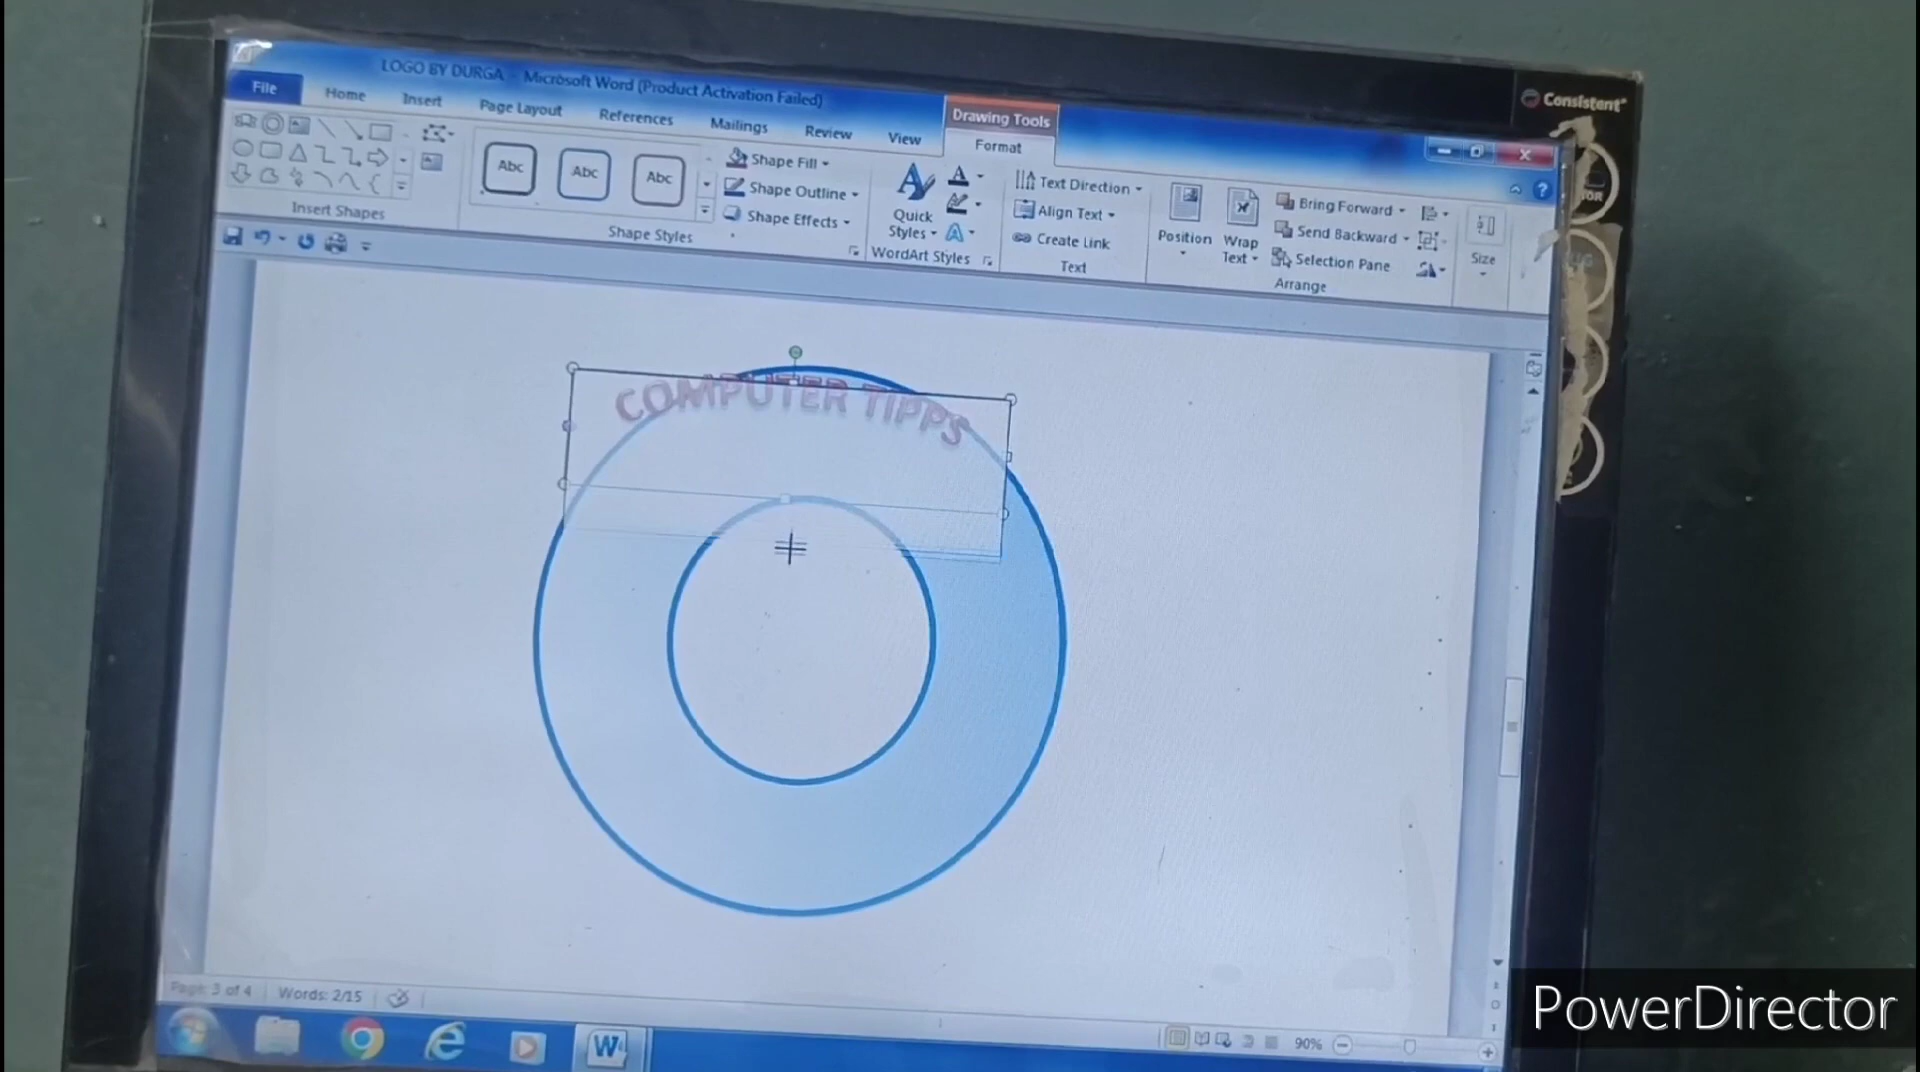 LOGO BY DURGA - Microsoft Word (Product Activation Failed)
Consistent
Drawing Tools
File Home Insert Page Layout References Mailings Review View Format
Abc Abc Abc
Shape Fill
Shape Outline
Shape Effects
Quick Styles
Text Direction
Align Text
Create Link
Position
Wrap Text
Bring Forward
Send Backward
Selection Pane
Size
Insert Shapes
Shape Styles
WordArt Styles
Text
Arrange
COMPUTER TIPPS
Page: 3 of 4 Words: 2/15
90%
PowerDirector